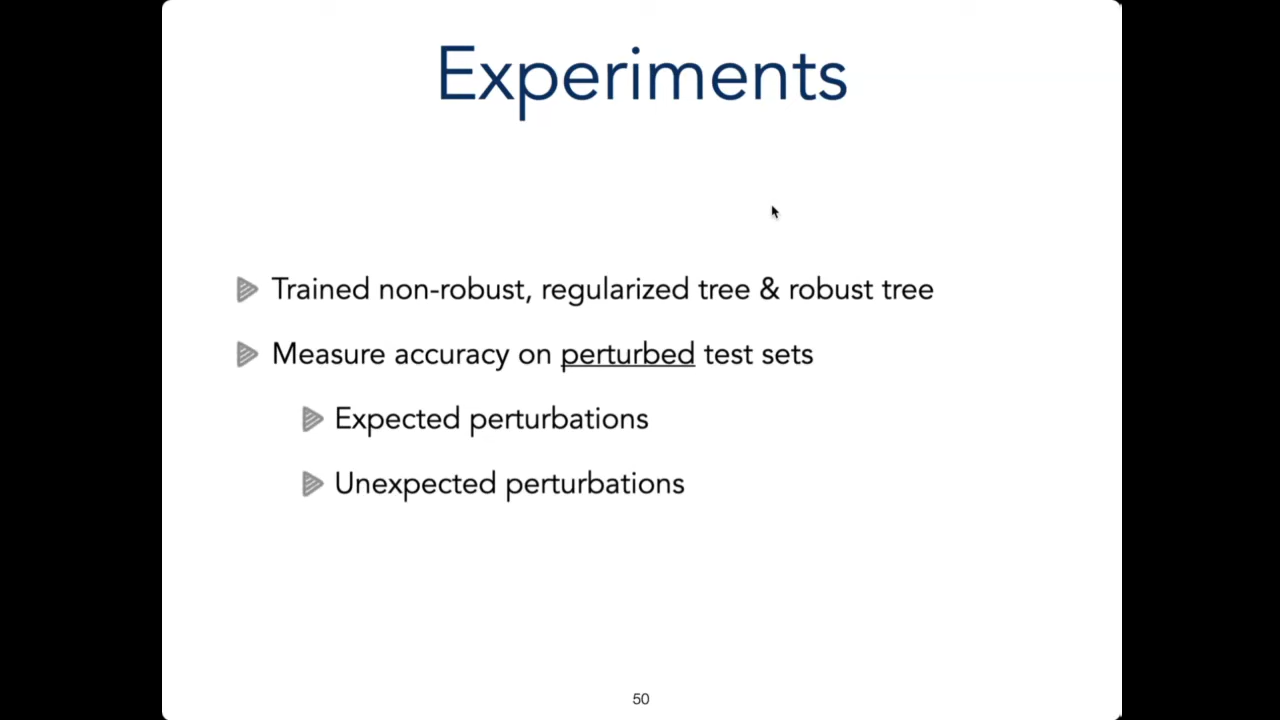 Experiments
Trained non-robust, regularized tree & robust tree
Measure accuracy on perturbed test sets
Expected perturbations
Unexpected perturbations
50